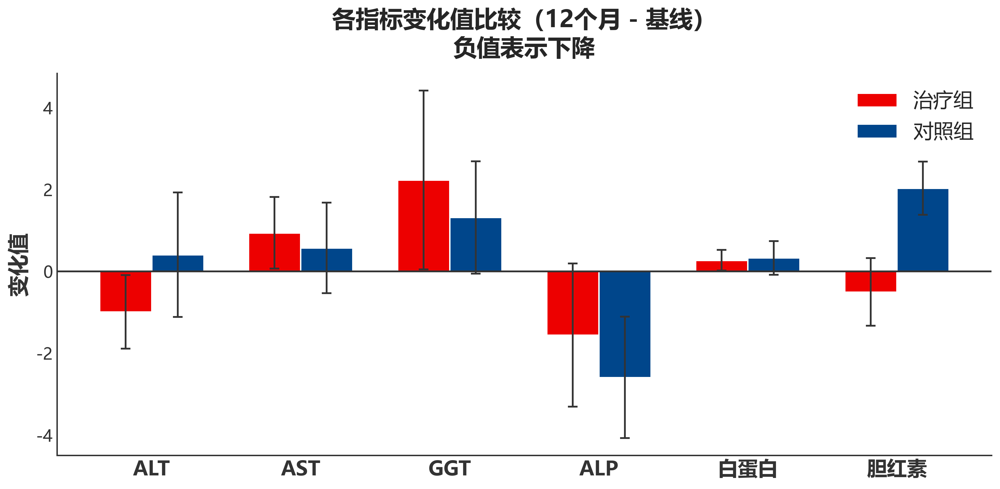 各指标变化值比较（12个月 - 基线）
负值表示下降
治疗组
对照组
变化值
4
2
0
-2
-4
ALT
AST
GGT
ALP
白蛋白
胆红素